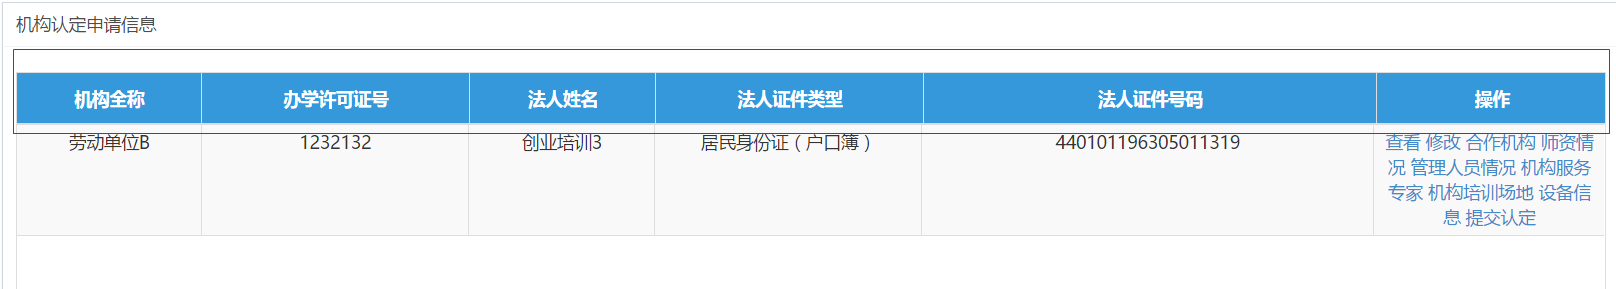 机构认定申请信息
机构全称 办学许可证号 法人姓名 法人证件类型 法人证件号码 操作
劳动单位B 1232132 创业培训3 居民身份证（户口簿） 440101196305011319 查看 修改 合作机构 师资情
况 管理人员情况 机构服务
专家 机构培训场地 设备信
息 提交认定